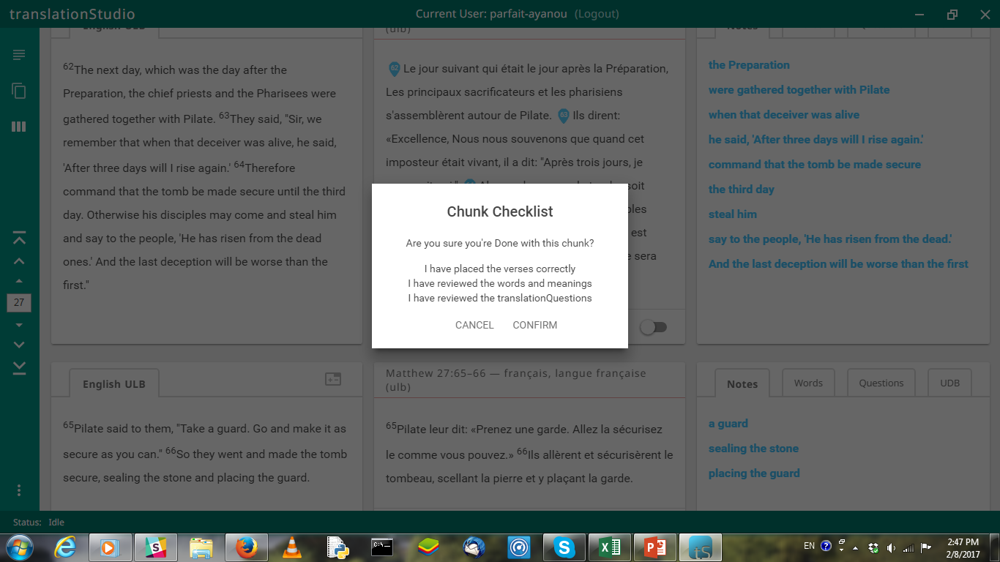 translationStudio
Current User: parfait-ayanou (Logout)
English ULB
(ulb)
Notes
62The next day, which was the day after the
Preparation, the chief priests and the Pharisees were
gathered together with Pilate. 63They said, "Sir, we
remember that when that deceiver was alive, he said,
'After three days will I rise again.' 64Therefore
command that the tomb be made secure until the third
day. Otherwise his disciples may come and steal him
and say to the people, 'He has risen from the dead
ones.' And the last deception will be worse than the
first."
62 Le jour suivant qui était le jour après la Préparation,
Les principaux sacrificateurs et les pharisiens
s'assemblèrent autour de Pilate. 63 Ils dirent:
«Excellence, Nous nous souvenons que quand cet
imposteur était vivant, il a dit: "Après trois jours, je
soit
est
sera
the Preparation
were gathered together with Pilate
when that deceiver was alive
he said, 'After three days will I rise again.'
command that the tomb be made secure
the third day
steal him
say to the people, 'He has risen from the dead.'
And the last deception will be worse than the first
Chunk Checklist
Are you sure you're Done with this chunk?
I have placed the verses correctly
I have reviewed the words and meanings
I have reviewed the translationQuestions
CANCEL CONFIRM
27
English ULB
65Pilate said to them, "Take a guard. Go and make it as
secure as you can." 66So they went and made the tomb
secure, sealing the stone and placing the guard.
Matthew 27:65–66 — français, langue française
(ulb)
65Pilate leur dit: «Prenez une garde. Allez la sécurisez
le comme vous pouvez.» 66Ils allèrent et sécurisèrent le
tombeau, scellant la pierre et y plaçant la garde.
Notes Words Questions UDB
a guard
sealing the stone
placing the guard
Status: Idle
EN
2:47 PM
2/8/2017